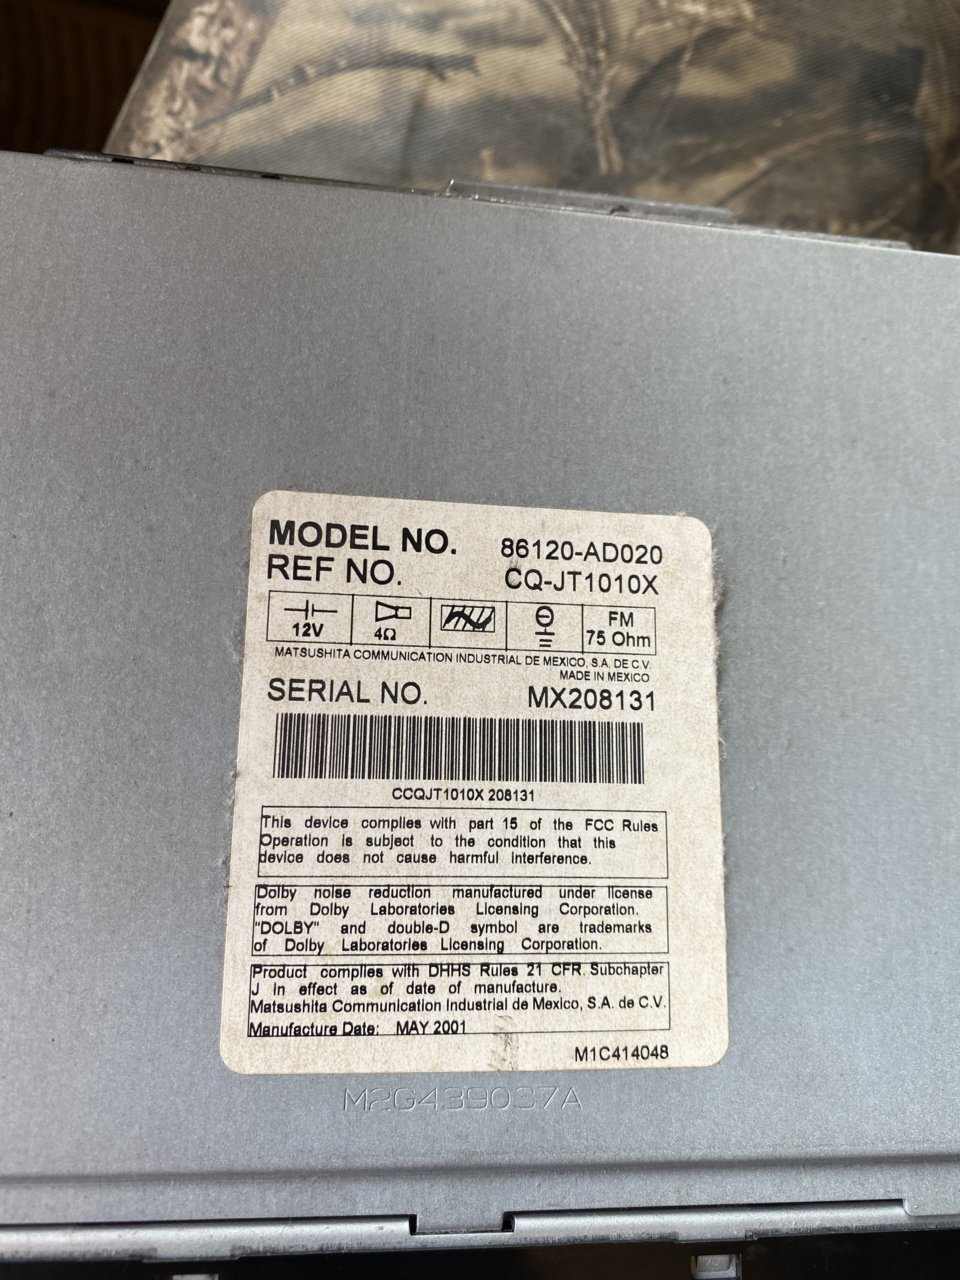 MODEL NO. 86120-AD020
REF NO. CQ-JT1010X
12V 4Ω FM
75 Ohm
MATSUSHITA COMMUNICATION INDUSTRIAL DE MEXICO, S.A. DE C.V.
MADE IN MEXICO
SERIAL NO. MX208131
CCQJT1010X 208131
This device complies with part 15 of the FCC Rules
Operation is subject to the condition that this
device does not cause harmful interference.
Dolby noise reduction manufactured under license
from Dolby Laboratories Licensing Corporation.
"DOLBY" and double-D symbol are trademarks
of Dolby Laboratories Licensing Corporation.
Product complies with DHHS Rules 21 CFR. Subchapter
J in effect as of date of manufacture.
Matsushita Communication Industrial de Mexico, S.A. de C.V.
Manufacture Date: MAY 2001
M1C414048
M2G439037A